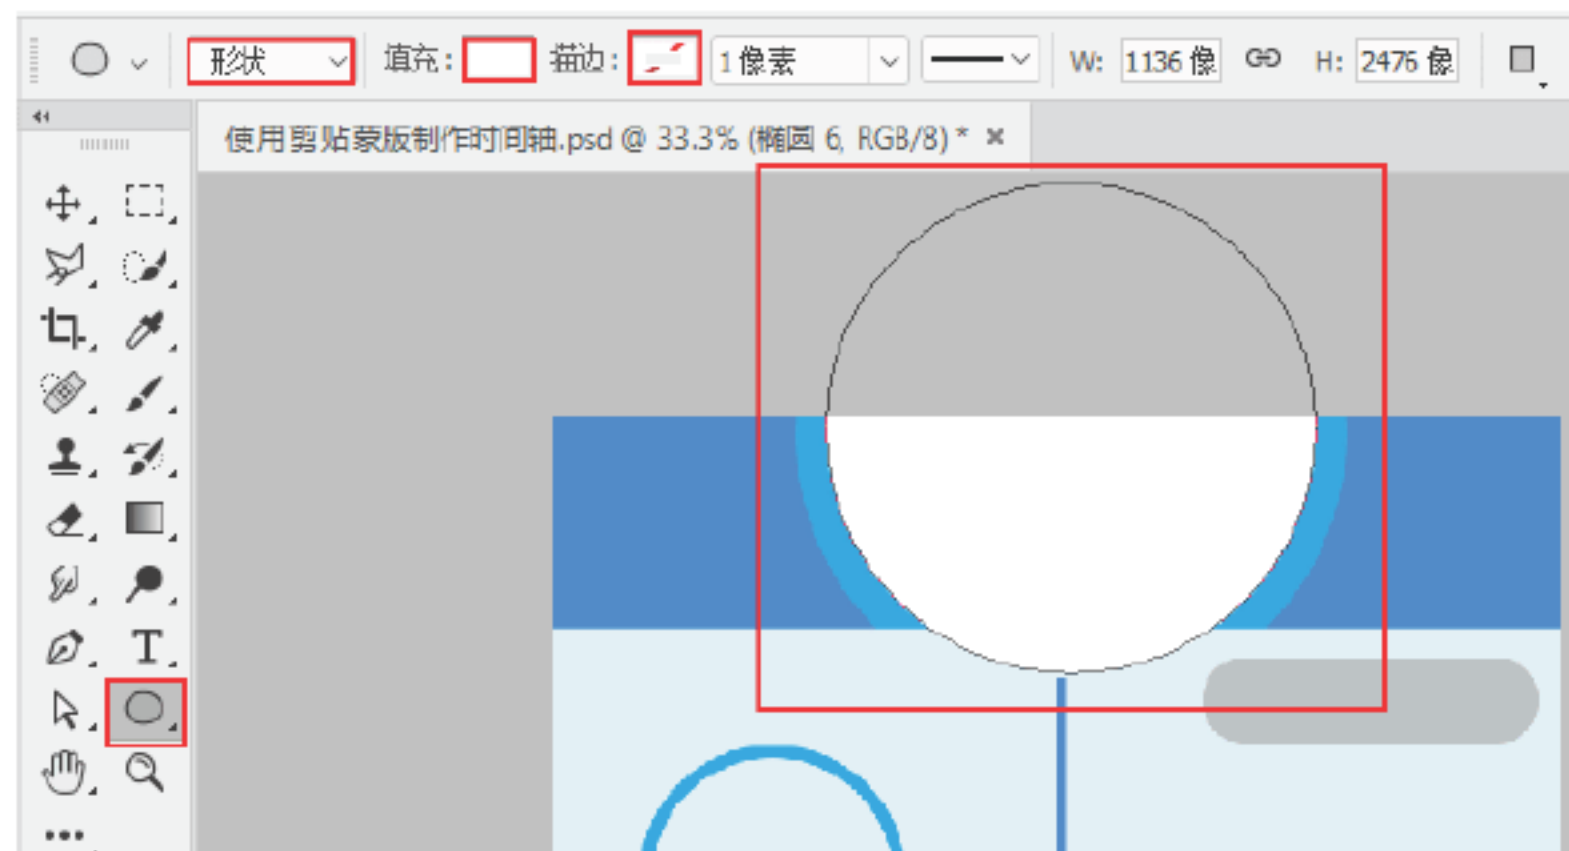 形状 填充: 描边: 1 像素 W: 1136 像 H: 2476 像
使用剪贴蒙版制作时间轴.psd @ 33.3% (椭圆 6, RGB/8) *
T